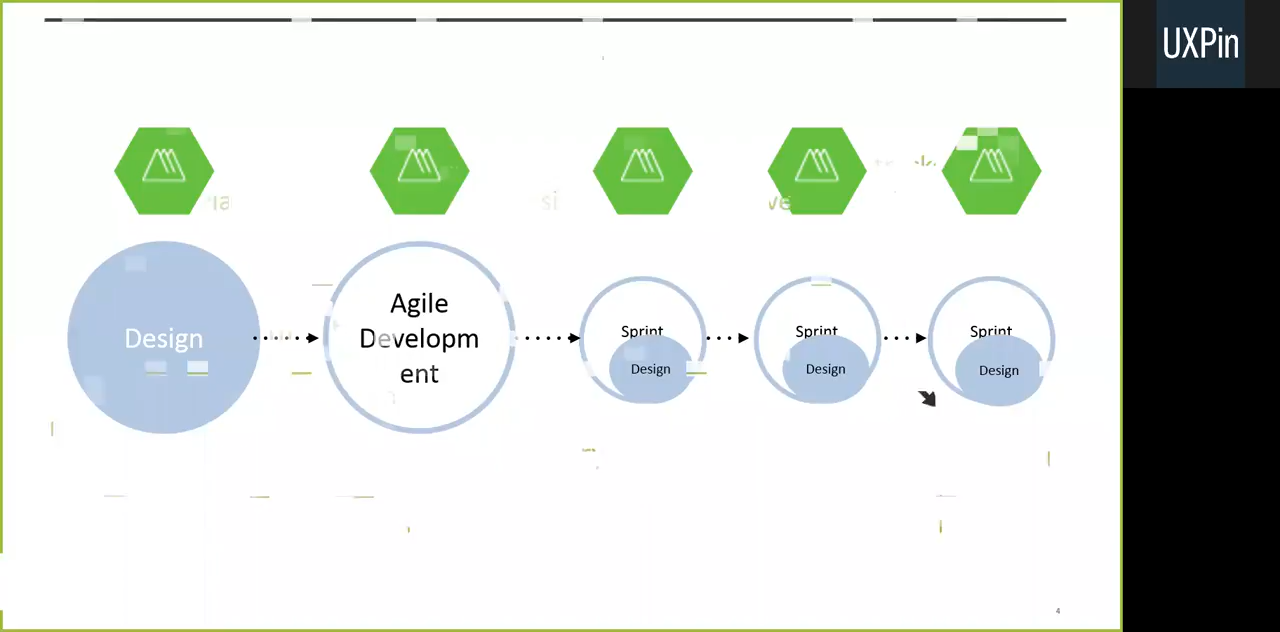 UXPin
Design
Agile
Developm
ent
Sprint
Design
Sprint
Design
Sprint
Design
4